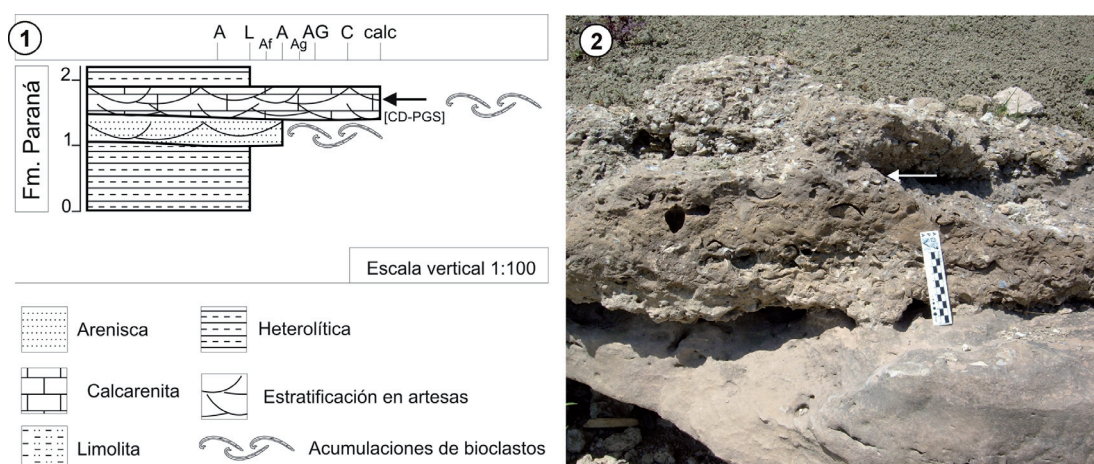 1
A L Af A Ag AG C calc
Fm. Paraná
2
1
0
[CD-PGS]
Escala vertical 1:100
Arenisca
Heterolítica
Calcarenita
Estratificación en artesas
Limolita
Acumulaciones de bioclastos
2